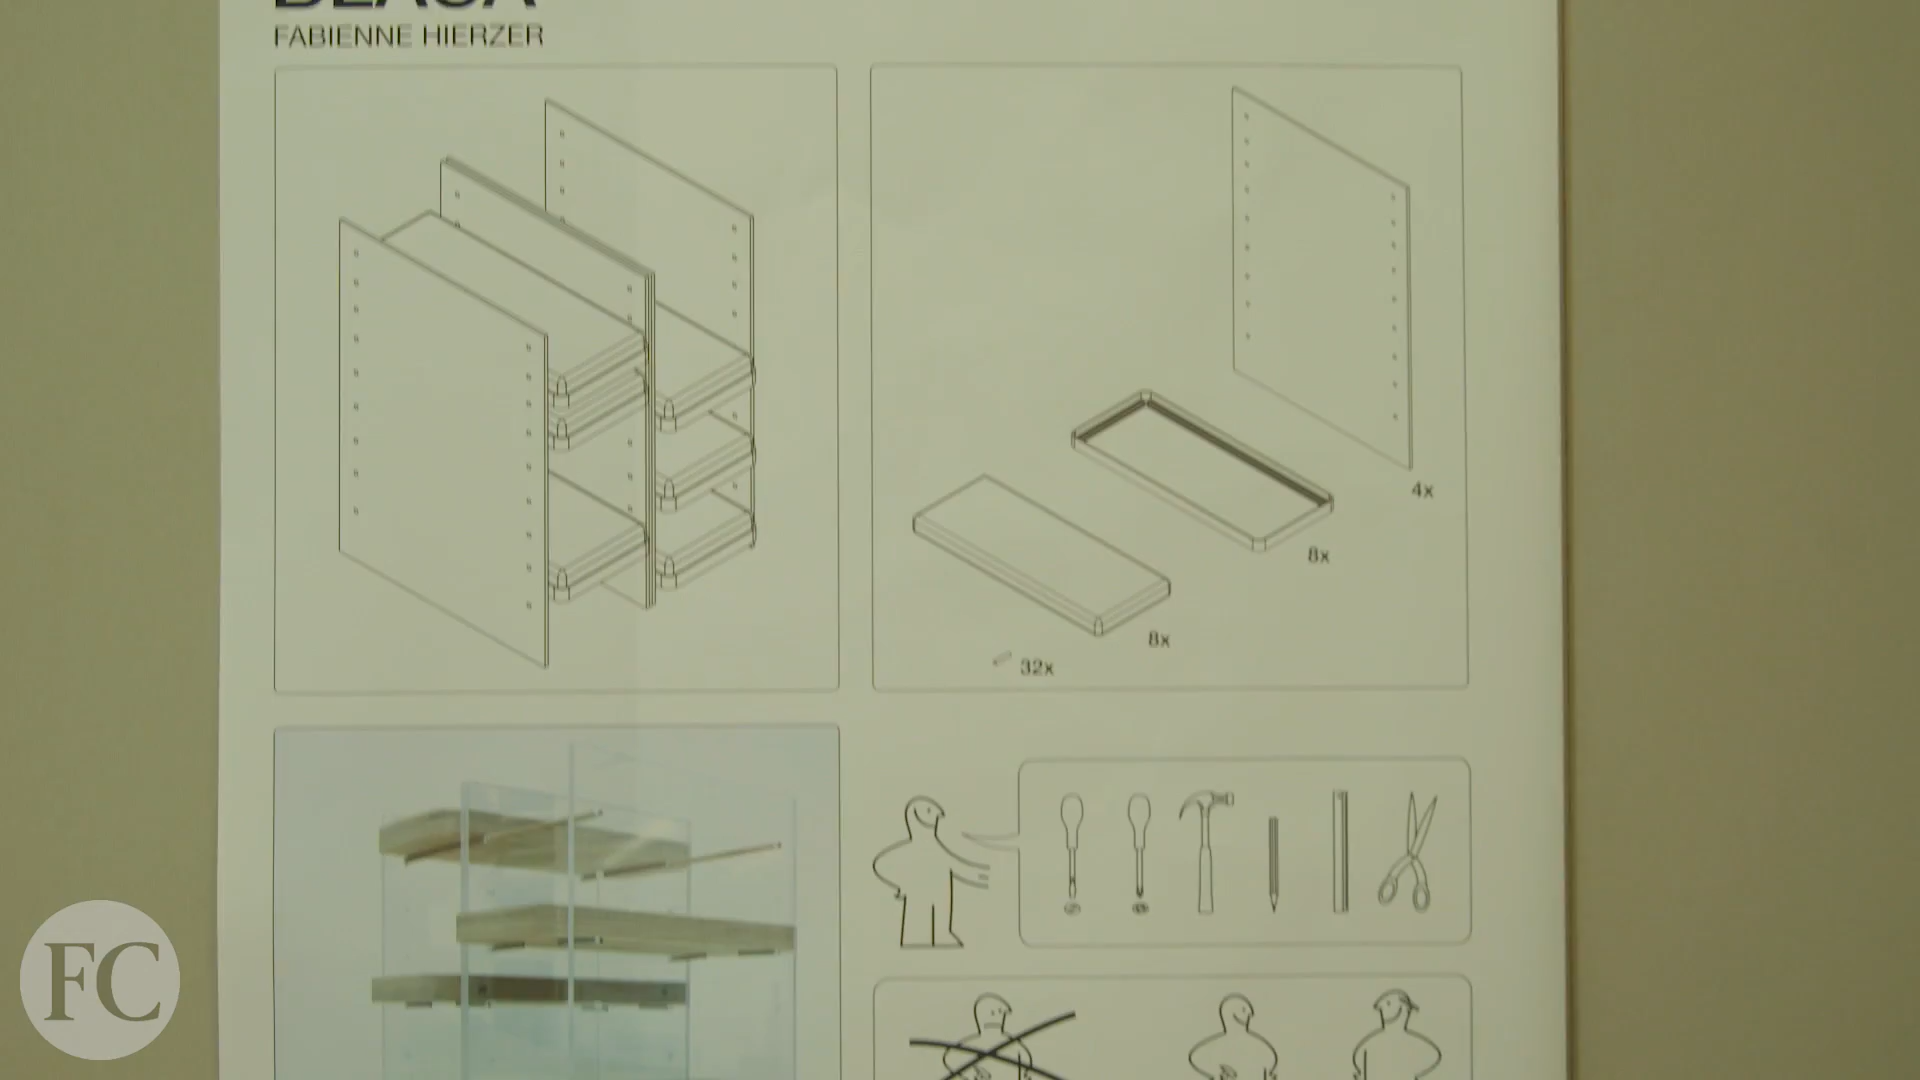 FABIENNE HIERZER
4x
8x
8x
32x
FC